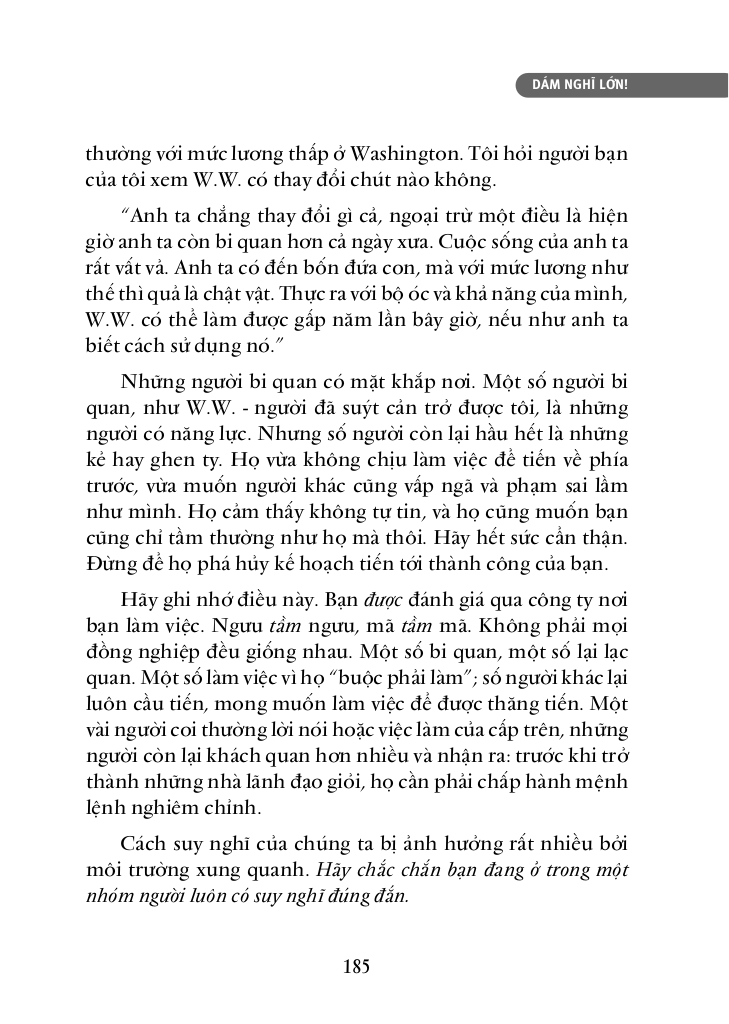 DÁM NGHĨ LỚN!
thường với mức lương thấp ở Washington. Tôi hỏi người bạn
của tôi xem W.W. có thay đổi chút nào không.
“Anh ta chẳng thay đổi gì cả, ngoại trừ một điều là hiện
giờ anh ta còn bi quan hơn cả ngày xưa. Cuộc sống của anh ta
rất vất vả. Anh ta có đến bốn đứa con, mà với mức lương như
thế thì quả là chật vật. Thực ra với bộ óc và khả năng của mình,
W.W. có thể làm được gấp năm lần bây giờ, nếu như anh ta
biết cách sử dụng nó.”
Những người bi quan có mặt khắp nơi. Một số người bi
quan, như W.W. - người đã suýt cản trở được tôi, là những
người có năng lực. Nhưng số người còn lại hầu hết là những
kẻ hay ghen ty. Họ vừa không chịu làm việc để tiến về phía
trước, vừa muốn người khác cũng vấp ngã và phạm sai lầm
như mình. Họ cảm thấy không tự tin, và họ cũng muốn bạn
cũng chỉ tầm thường như họ mà thôi. Hãy hết sức cẩn thận.
Đừng để họ phá hủy kế hoạch tiến tới thành công của bạn.
Hãy ghi nhớ điều này. Bạn được đánh giá qua công ty nơi
bạn làm việc. Ngưu tầm ngưu, mã tầm mã. Không phải mọi
đồng nghiệp đều giống nhau. Một số bi quan, một số lại lạc
quan. Một số làm việc vì họ “buộc phải làm”; số người khác lại
luôn cầu tiến, mong muốn làm việc để được thăng tiến. Một
vài người coi thường lời nói hoặc việc làm của cấp trên, những
người còn lại khách quan hơn nhiều và nhận ra: trước khi trở
thành những nhà lãnh đạo giỏi, họ cần phải chấp hành mệnh
lệnh nghiêm chỉnh.
Cách suy nghĩ của chúng ta bị ảnh hưởng rất nhiều bởi
môi trường xung quanh. Hãy chắc chắn bạn đang ở trong một
nhóm người luôn có suy nghĩ đúng đắn.
185